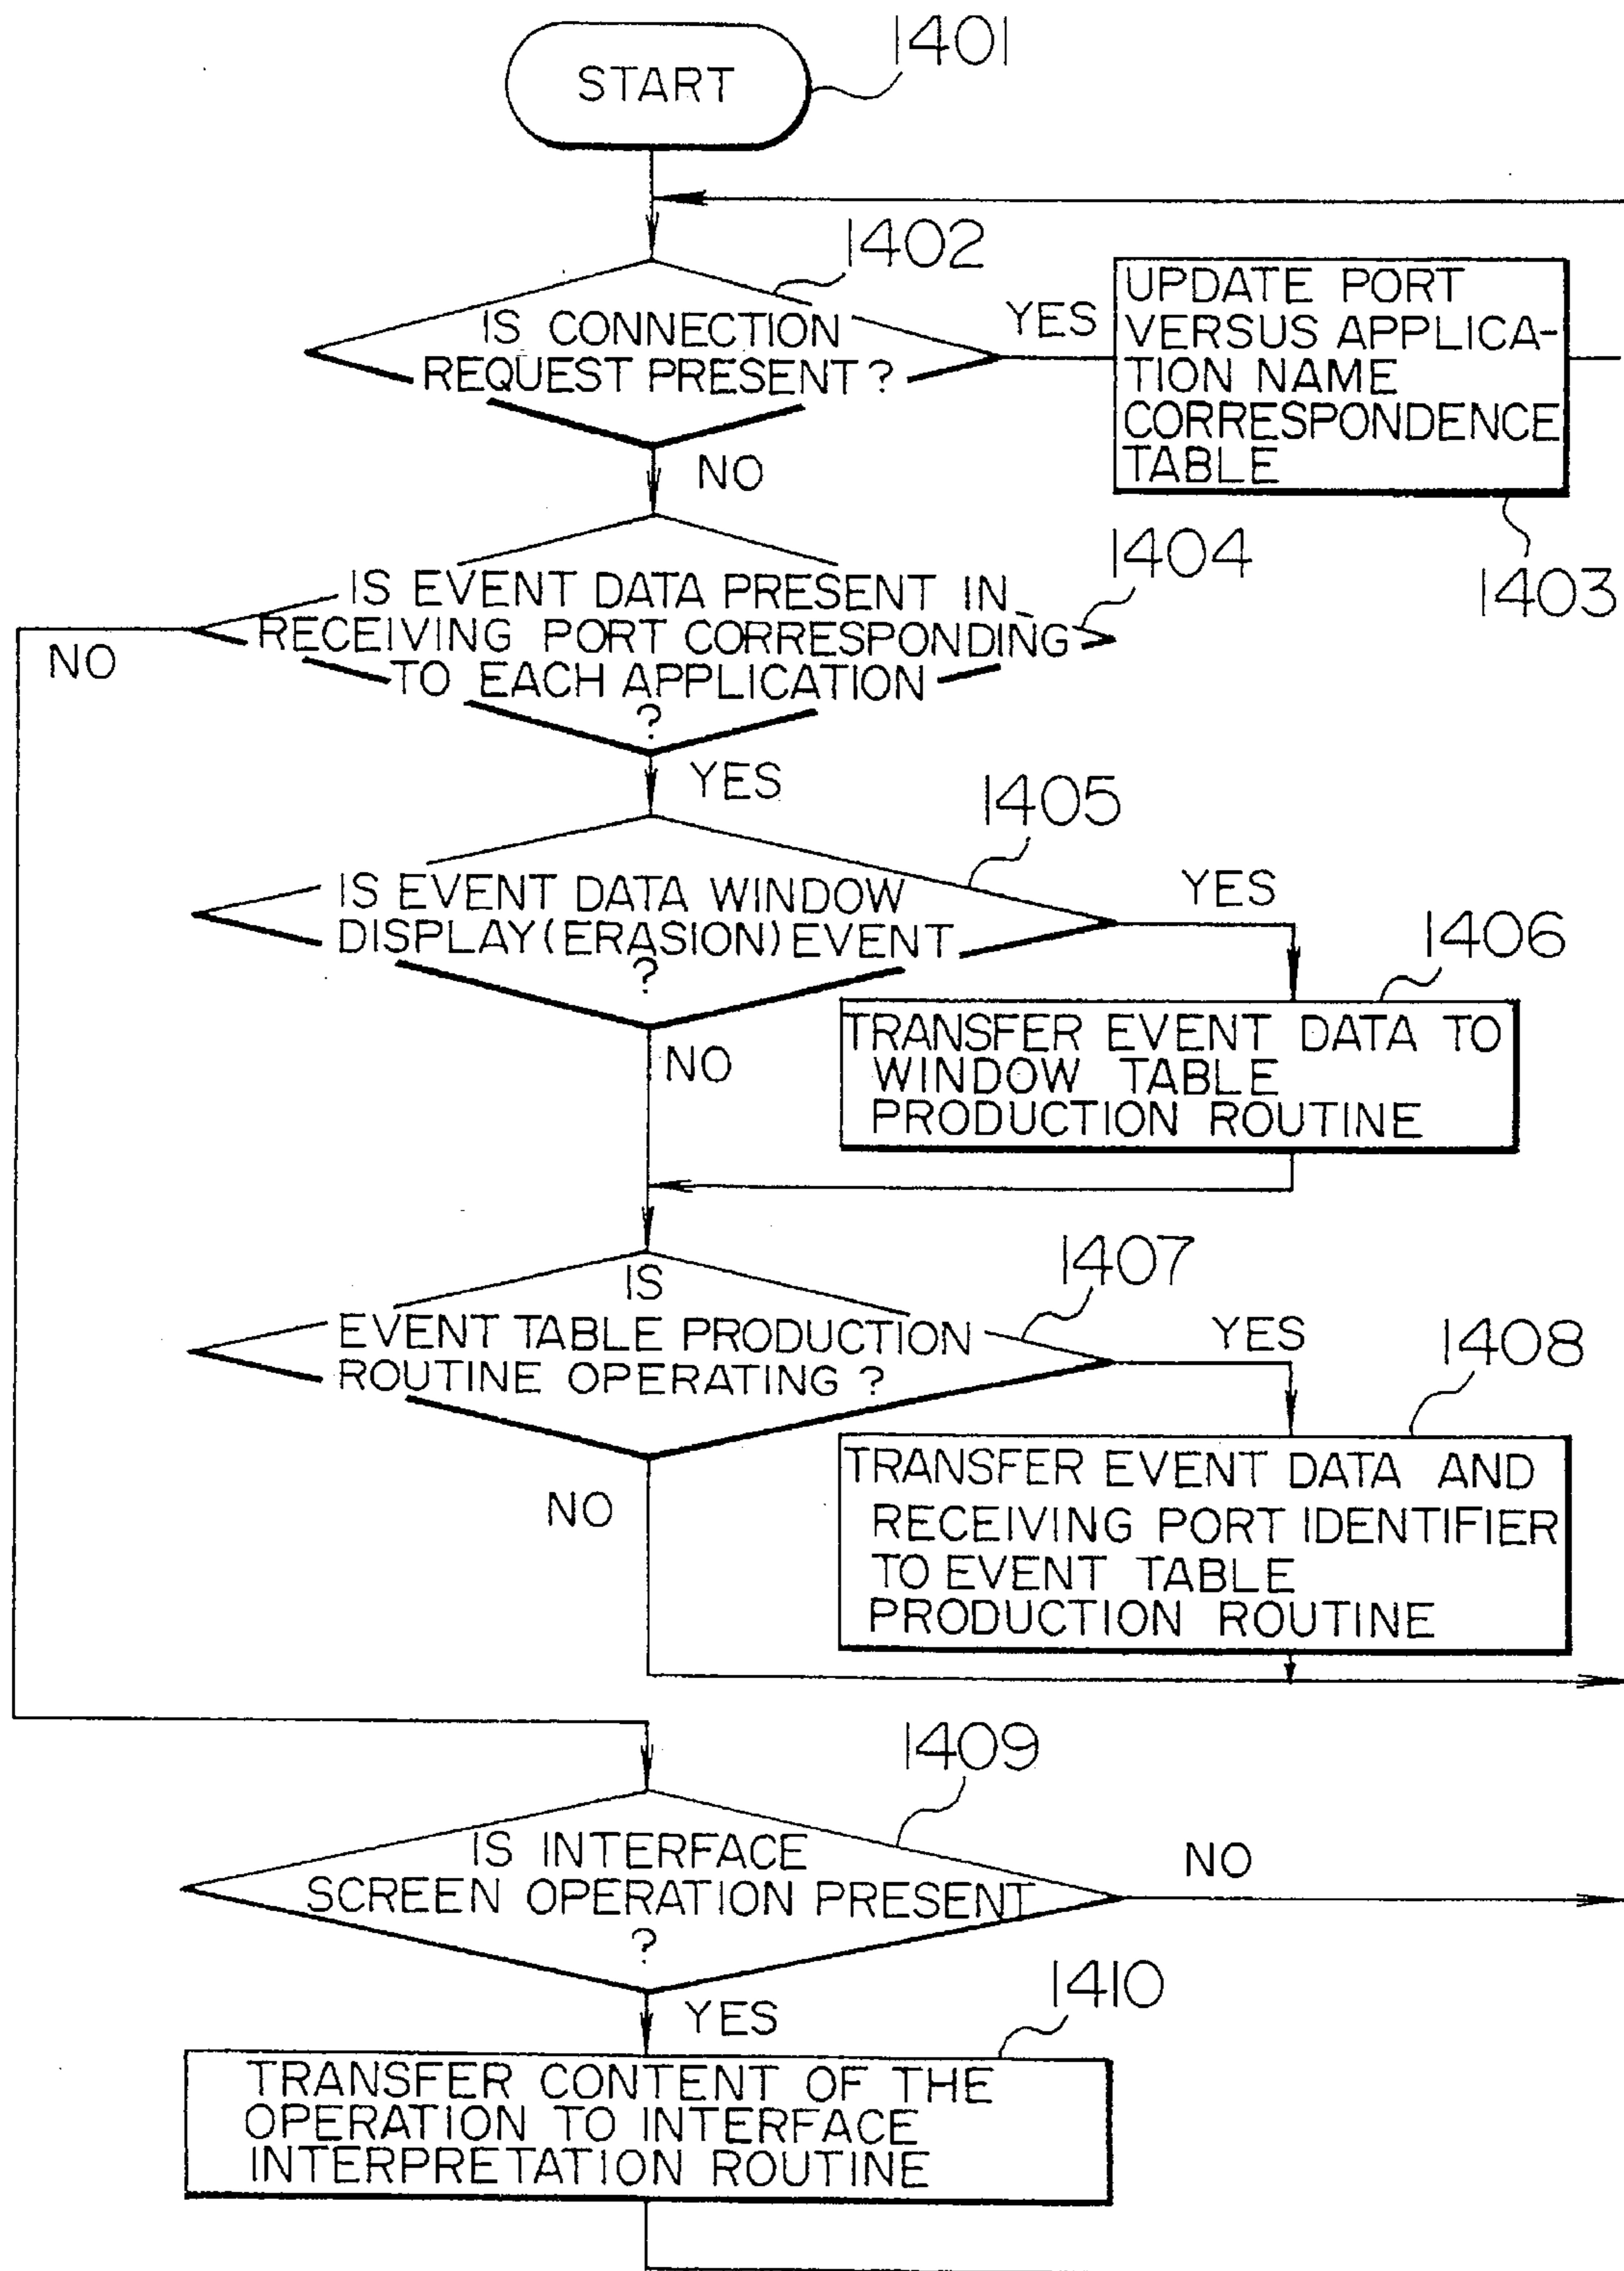 1401
START
1402
IS CONNECTION
REQUEST PRESENT?
YES
UPDATE PORT
VERSUS APPLICA-
TION NAME
CORRESPONDENCE
TABLE
1403
NO
1404
IS EVENT DATA PRESENT IN
RECEIVING PORT CORRESPONDING
TO EACH APPLICATION
?
NO
YES
1405
IS EVENT DATA WINDOW
DISPLAY(ERASION)EVENT
?
YES
1406
TRANSFER EVENT DATA TO
WINDOW TABLE
PRODUCTION ROUTINE
NO
1407
IS
EVENT TABLE PRODUCTION
ROUTINE OPERATING?
YES
1408
TRANSFER EVENT DATA AND
RECEIVING PORT IDENTIFIER
TO EVENT TABLE
PRODUCTION ROUTINE
NO
1409
IS INTERFACE
SCREEN OPERATION PRESENT
?
NO
YES
1410
TRANSFER CONTENT OF THE
OPERATION TO INTERFACE
INTERPRETATION ROUTINE